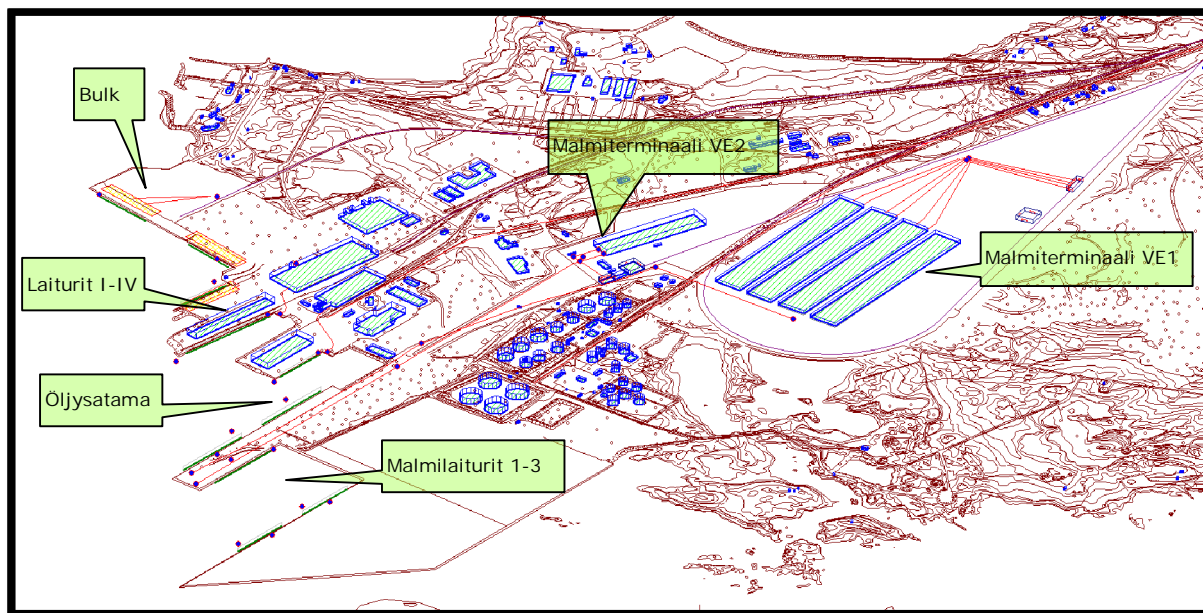 Bulk
Malmiterminaali VE2
Malmiterminaali VE1
Laiturit I-IV
Öljysatama
Malmilaiturit 1-3